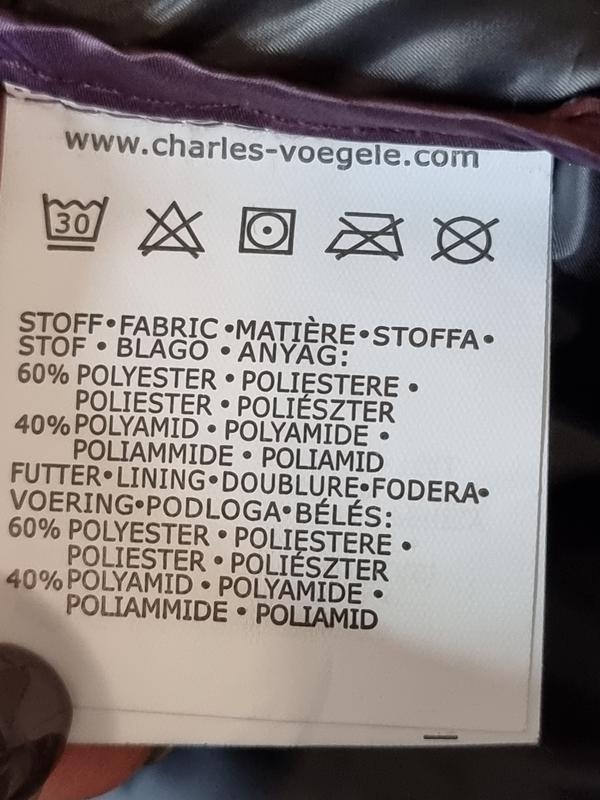 www.charles-voegele.com
30
STOFF•FABRIC•MATIÈRE•STOFFA•
STOF • BLAGO • ANYAG:
60% POLYESTER • POLIESTERE •
POLIESTER • POLIÉSZTER
40% POLYAMID • POLYAMIDE •
POLIAMMIDE • POLIAMID
FUTTER•LINING•DOUBLURE•FODERA•
VOERING•PODLOGA•BÉLÉS:
60% POLYESTER • POLIESTERE •
POLIESTER • POLIÉSZTER
40% POLYAMID • POLYAMIDE •
POLIAMMIDE • POLIAMID